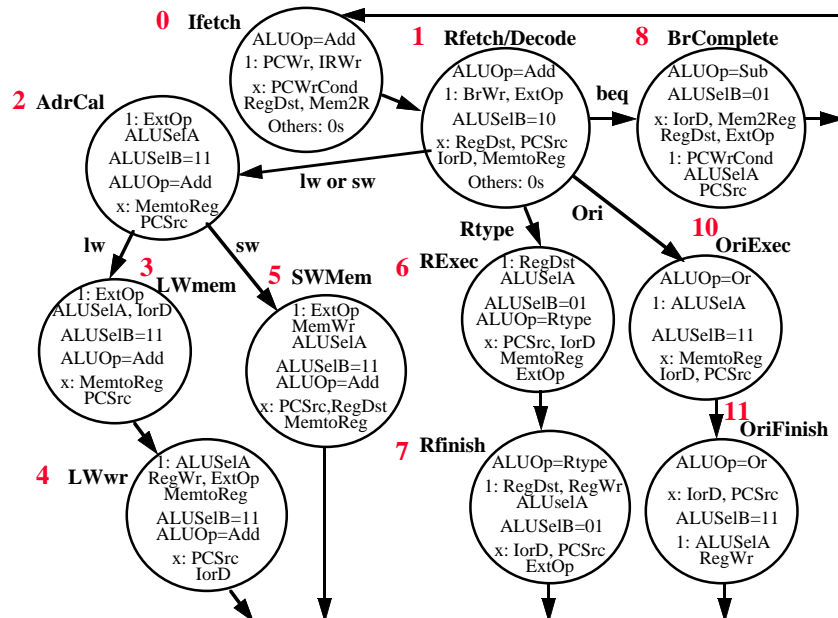 0 Ifetch
ALUOp=Add
1: PCWr, IRWr
x: PCWrCond
RegDst, Mem2R
Others: 0s
1 Rfetch/Decode
ALUOp=Add
1: BrWr, ExtOp
ALUSelB=10
x: RegDst, PCSrc
IorD, MemtoReg
Others: 0s
beq
8 BrComplete
ALUOp=Sub
ALUSelB=01
x: IorD, Mem2Reg
RegDst, ExtOp
1: PCWrCond
ALUSelA
PCSrc
2 AdrCal
1: ExtOp
ALUSelA
ALUSelB=11
ALUOp=Add
x: MemtoReg
PCSrc
lw or sw
lw
sw
Rtype
Ori
3 LWmem
1: ExtOp
ALUSelA, IorD
ALUSelB=11
ALUOp=Add
x: MemtoReg
PCSrc
5 SWMem
1: ExtOp
MemWr
ALUSelA
ALUSelB=11
ALUOp=Add
x: PCSrc,RegDst
MemtoReg
6 RExec
1: RegDst
ALUSelA
ALUSelB=01
ALUOp=Rtype
x: PCSrc, IorD
MemtoReg
ExtOp
10
OriExec
ALUOp=Or
1: ALUSelA
ALUSelB=11
x: MemtoReg
IorD, PCSrc
4 LWwr
1: ALUSelA
RegWr, ExtOp
MemtoReg
ALUSelB=11
ALUOp=Add
x: PCSrc
IorD
7 Rfinish
ALUOp=Rtype
1: RegDst, RegWr
ALUselA
ALUSelB=01
x: IorD, PCSrc
ExtOp
11
OriFinish
ALUOp=Or
x: IorD, PCSrc
ALUSelB=11
1: ALUSelA
RegWr